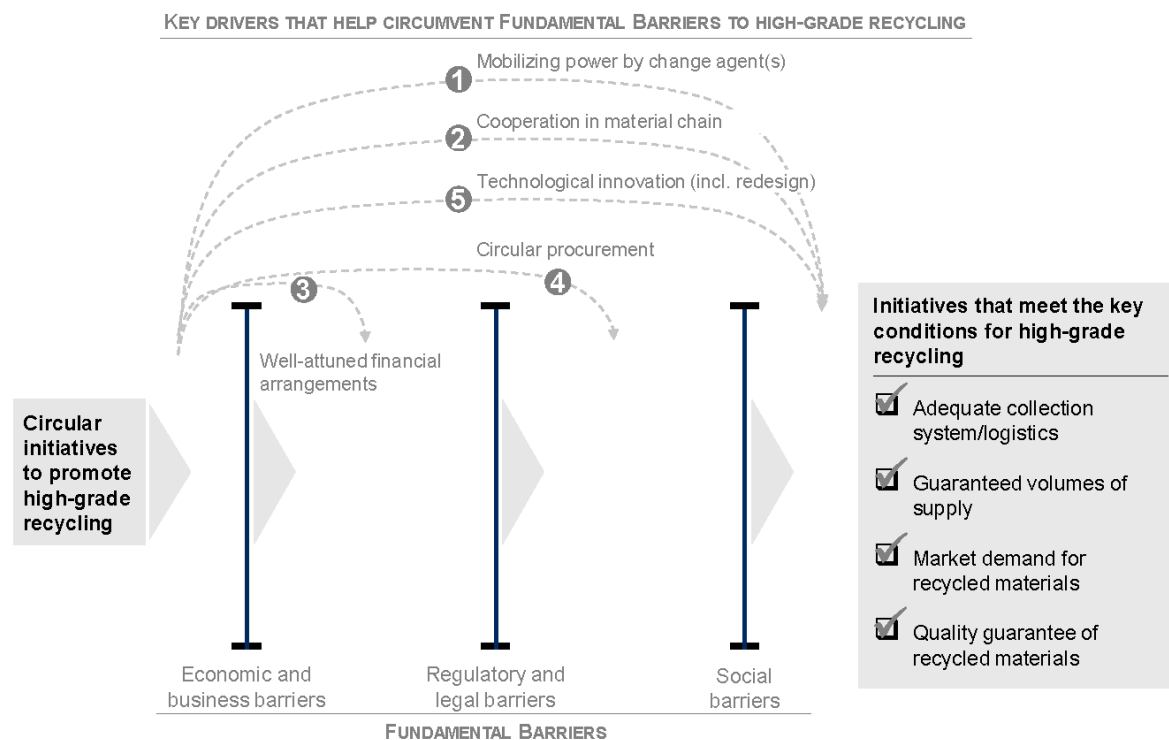 KEY DRIVERS THAT HELP CIRCUMVENT FUNDAMENTAL BARRIERS TO HIGH-GRADE RECYCLING
Mobilizing power by change agent(s)
1
Cooperation in material chain
2
Technological innovation (incl. redesign)
5
Circular procurement
4
3
Well-attuned financial
arrangements
Circular
initiatives
to promote
high-grade
recycling
Initiatives that meet the key
conditions for high-grade
recycling
Adequate collection
system/logistics
Guaranteed volumes of
supply
Market demand for
recycled materials
Quality guarantee of
recycled materials
Economic and
business barriers
Regulatory and
legal barriers
Social
barriers
FUNDAMENTAL BARRIERS